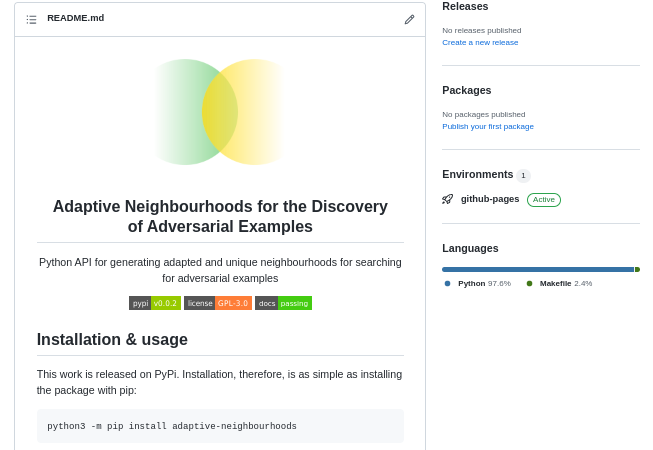 README.md
Adaptive Neighbourhoods for the Discovery
of Adversarial Examples
Python API for generating adapted and unique neighbourhoods for searching
for adversarial examples
pypi v0.0.2 license GPL-3.0 docs passing
Installation & usage
This work is released on PyPi. Installation, therefore, is as simple as installing
the package with pip:
python3 -m pip install adaptive-neighbourhoods
Releases
No releases published
Create a new release
Packages
No packages published
Publish your first package
Environments 1
github-pages Active
Languages
Python 97.6% Makefile 2.4%